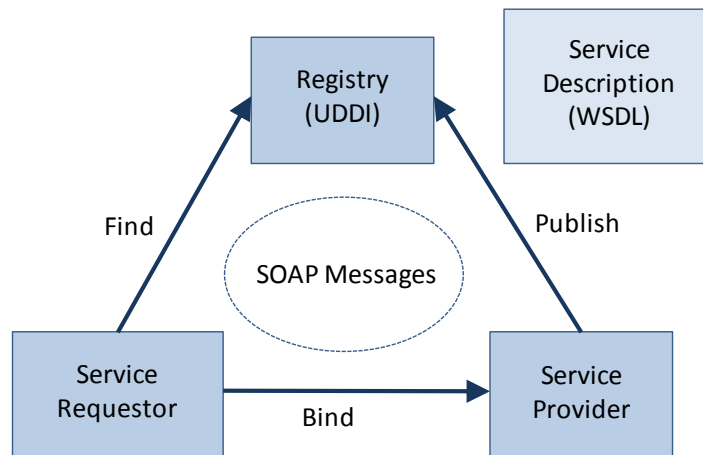 Registry
(UDDI)
Service
Description
(WSDL)
Find
Publish
SOAP Messages
Service
Requestor
Bind
Service
Provider